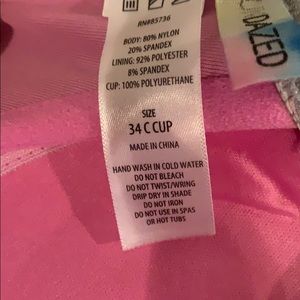 RN#85736
BODY: 80% NYLON
20% SPANDEX
LINING: 92% POLYESTER
8% SPANDEX
CUP: 100% POLYURETHANE
SIZE
34 C CUP
MADE IN CHINA
HAND WASH IN COLD WATER
DO NOT BLEACH
DO NOT TWIST/WRING
DRIP DRY IN SHADE
DO NOT IRON
DO NOT USE IN SPAS
OR HOT TUBS
DAZED